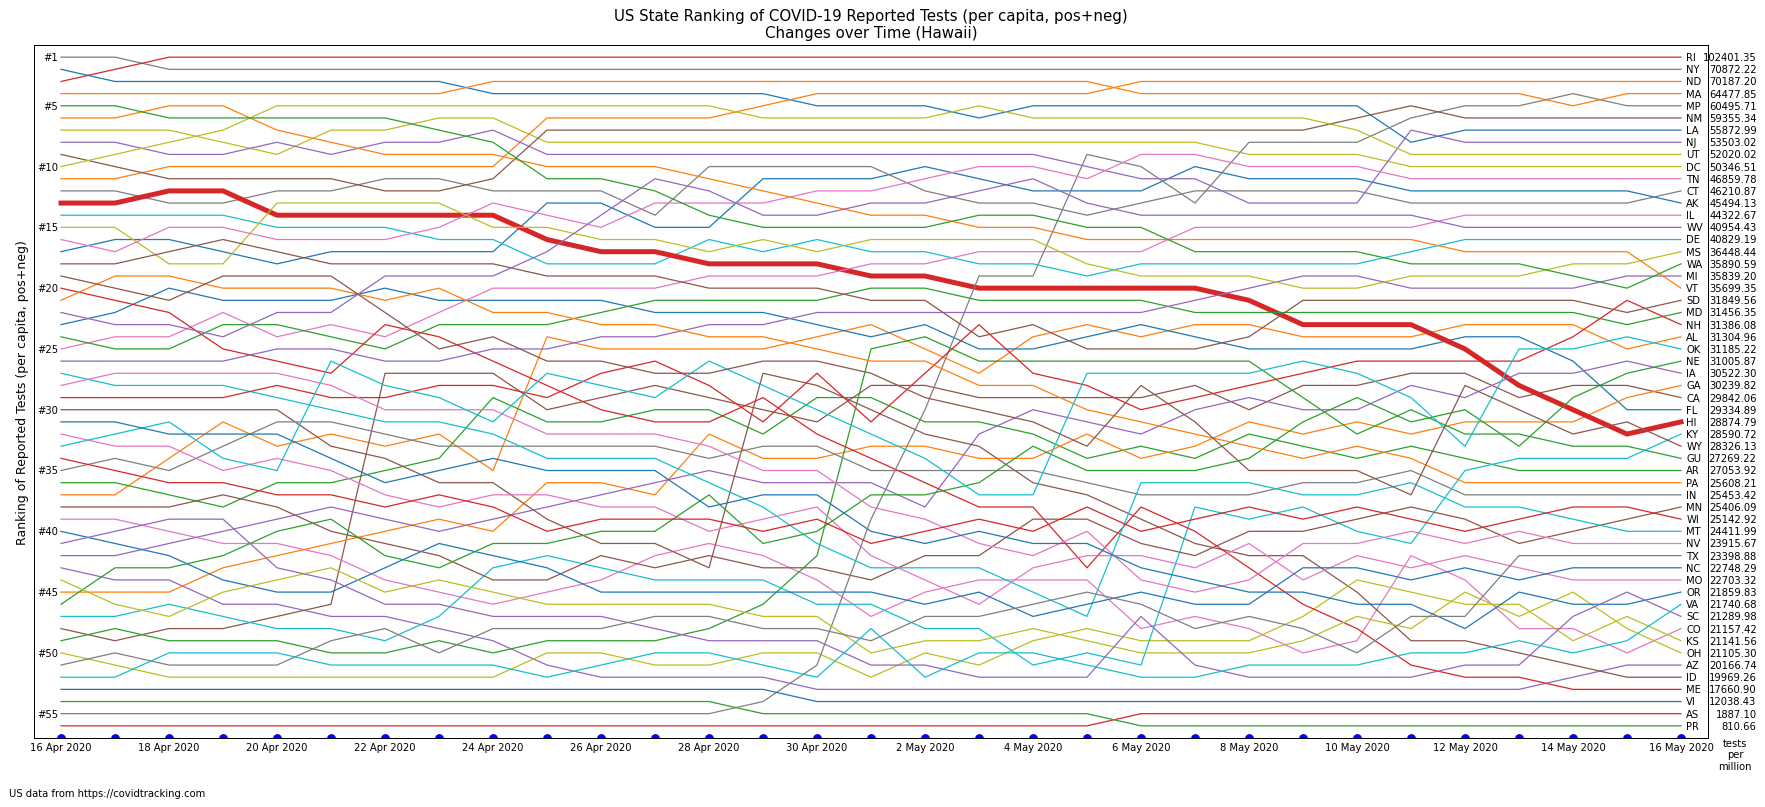 US State Ranking of COVID-19 Reported Tests (per capita, pos+neg)
Changes over Time (Hawaii)
Ranking of Reported Tests (per capita, pos+neg)
#1
#5
#10
#15
#20
#25
#30
#35
#40
#45
#50
#55
RI 102401.35
NY 70872.22
ND 70187.20
MA 64477.85
MP 60495.71
NM 59355.34
LA 55872.99
NJ 53503.02
UT 52020.02
DC 50346.51
TN 46859.78
CT 46210.87
AK 45494.13
IL 44322.67
WV 40954.43
DE 40829.19
MS 36448.44
WA 35890.59
MI 35839.20
VT 35699.35
SD 31849.56
MD 31456.35
NH 31386.08
AL 31304.96
OK 31185.22
NE 31005.87
IA 30522.30
GA 30239.82
CA 29842.06
FL 29334.89
HI 28874.79
KY 28590.72
WY 28326.13
GU 27269.22
AR 27053.92
PA 25608.21
IN 25453.42
MN 25406.09
WI 25142.92
MT 24411.99
NV 23915.67
TX 23398.88
NC 22748.29
MO 22703.32
OR 21859.83
VA 21740.68
SC 21289.98
CO 21157.42
KS 21141.56
OH 21105.30
AZ 20166.74
ID 19969.26
ME 17660.90
VI 12038.43
AS 1887.10
PR 810.66
16 Apr 2020
18 Apr 2020
20 Apr 2020
22 Apr 2020
24 Apr 2020
26 Apr 2020
28 Apr 2020
30 Apr 2020
2 May 2020
4 May 2020
6 May 2020
8 May 2020
10 May 2020
12 May 2020
14 May 2020
16 May 2020
tests
per
million
US data from https://covidtracking.com